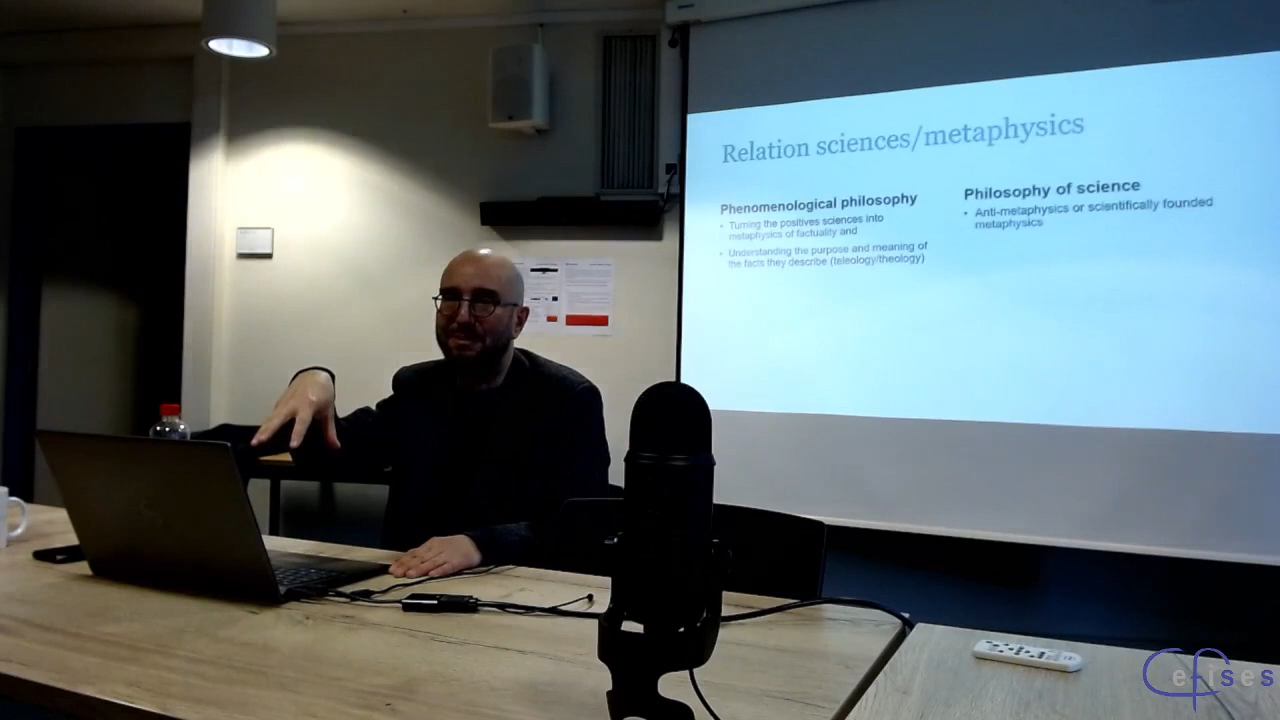 Relation sciences/metaphysics
Phenomenological philosophy
• Turning the positives sciences into
metaphysics of factuality and
• Understanding the purpose and meaning of
the facts they describe (teleology/theology)
Philosophy of science
• Anti-metaphysics or scientifically founded
metaphysics
Cefises